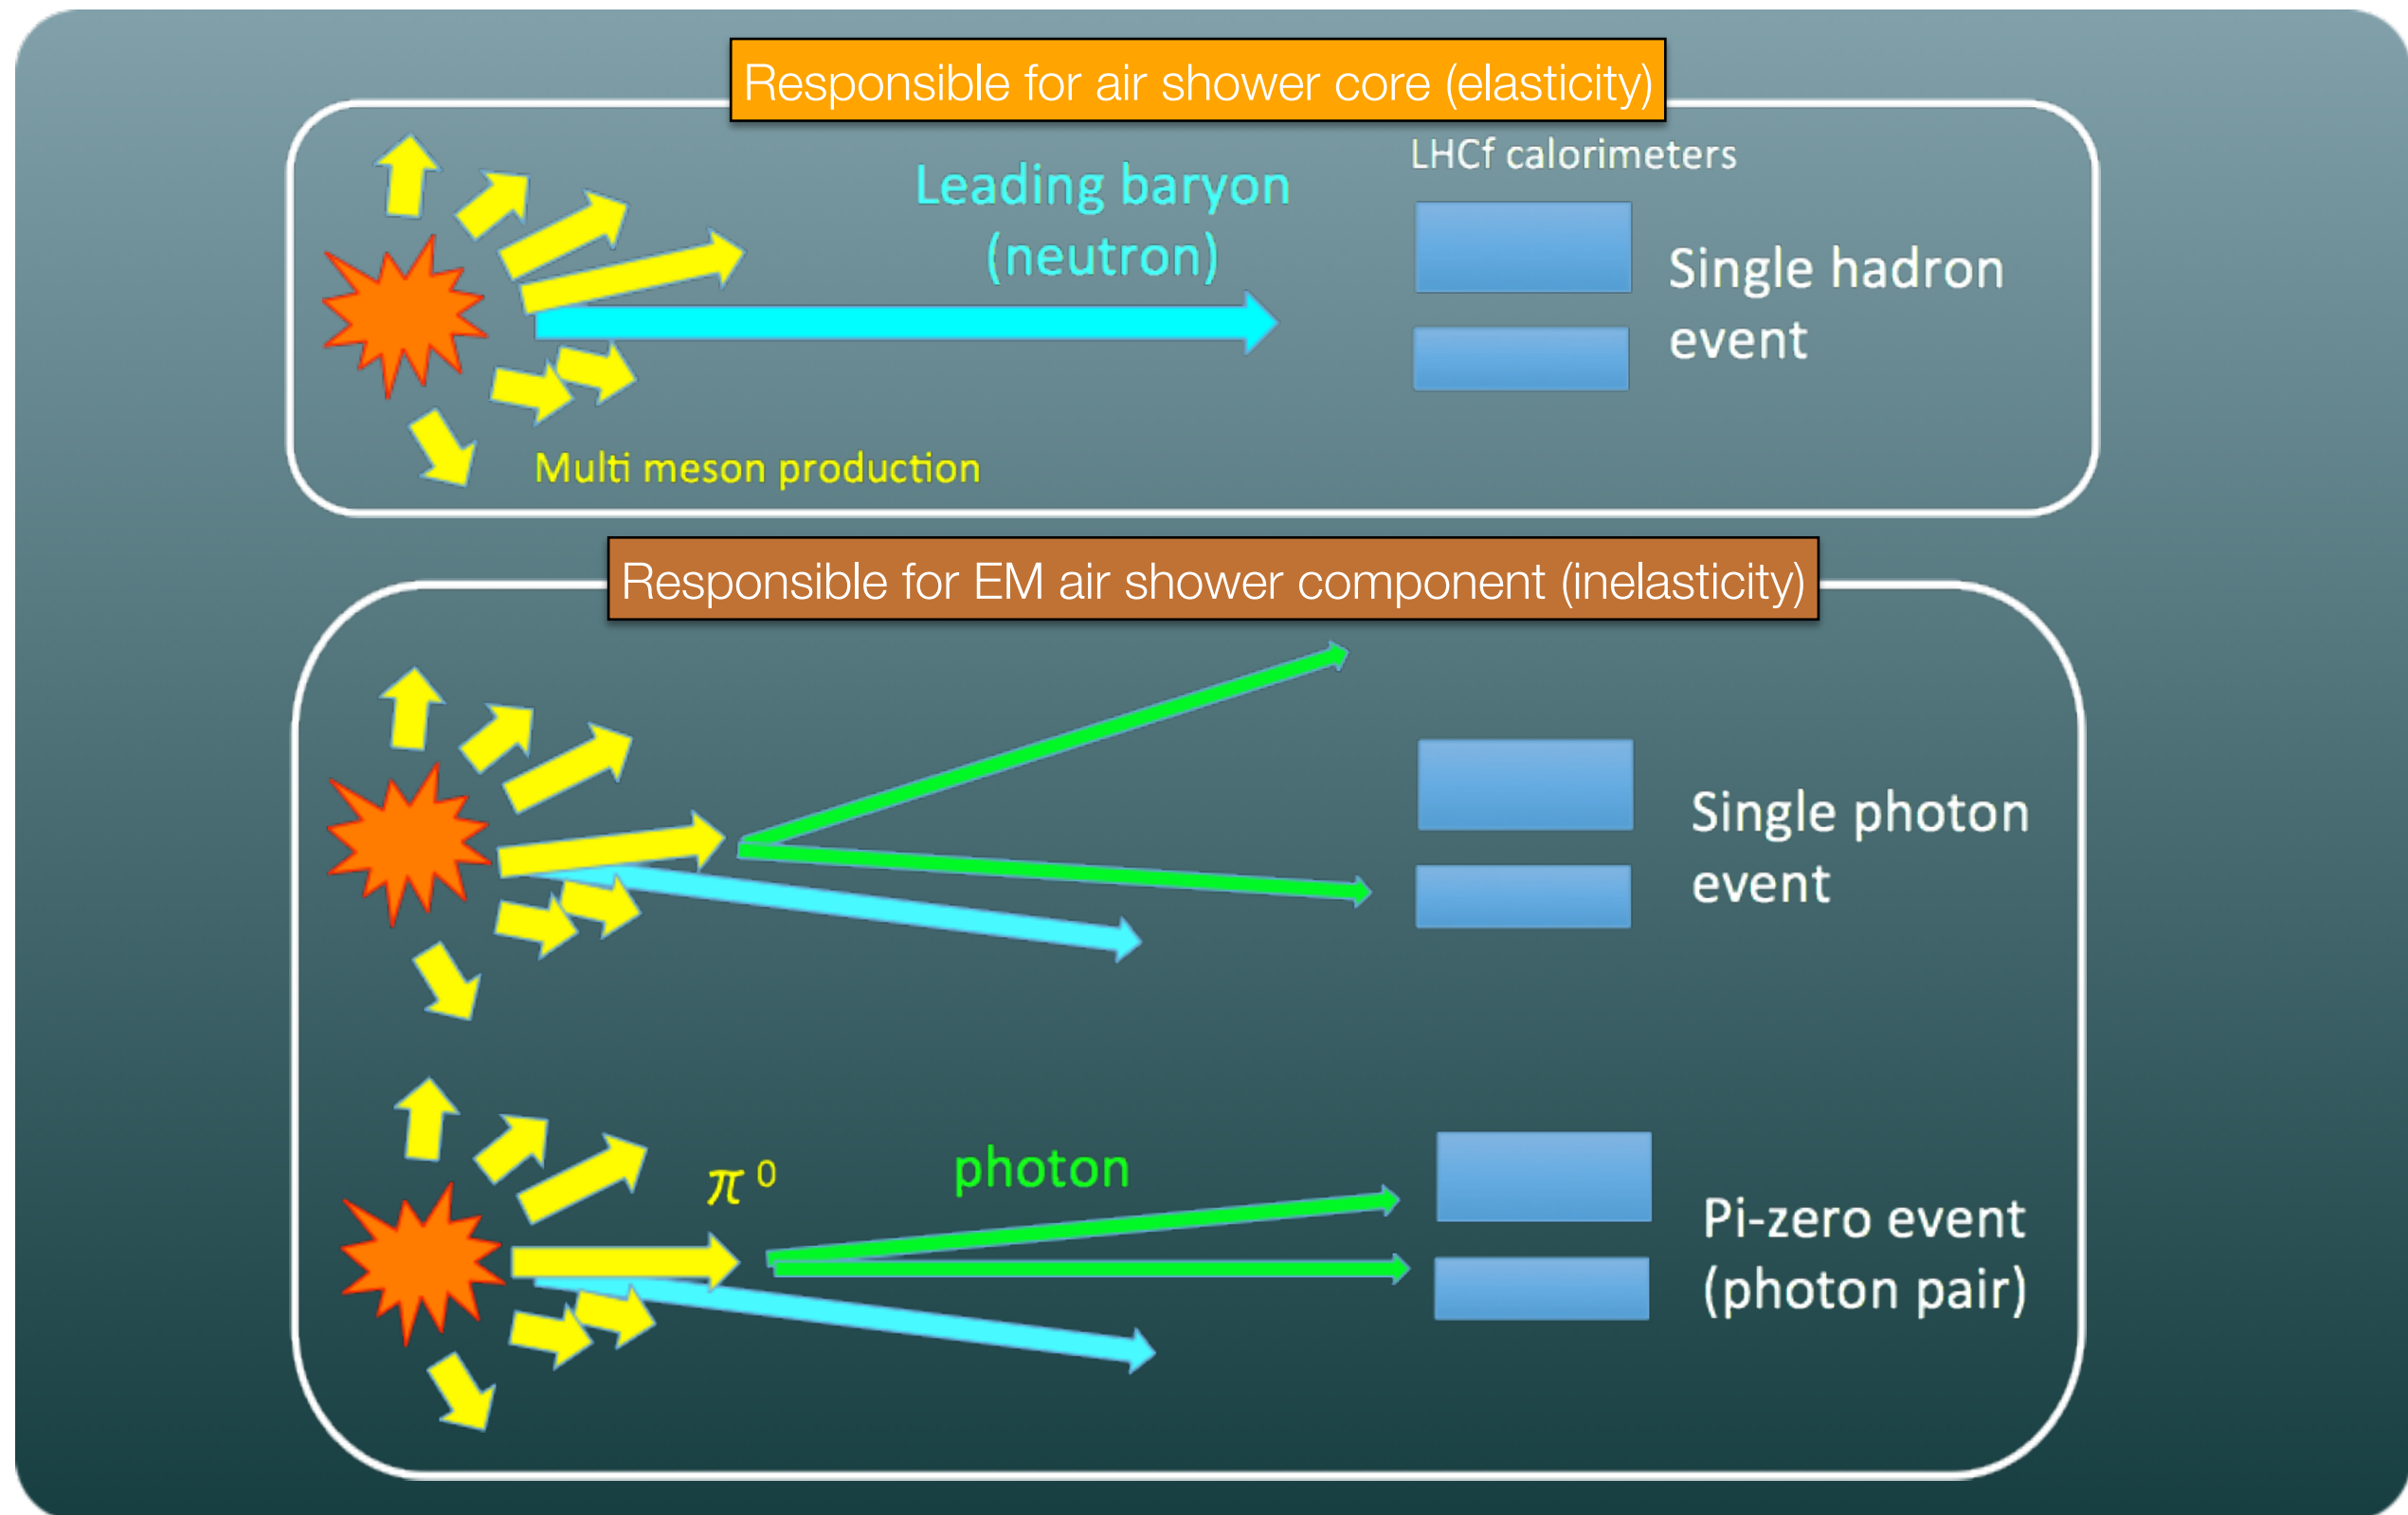 Responsible for air shower core (elasticity)
LHCf calorimeters
Leading baryon
(neutron)
Single hadron
event
Multi meson production
Responsible for EM air shower component (inelasticity)
Single photon
event
π⁰
photon
Pi-zero event
(photon pair)